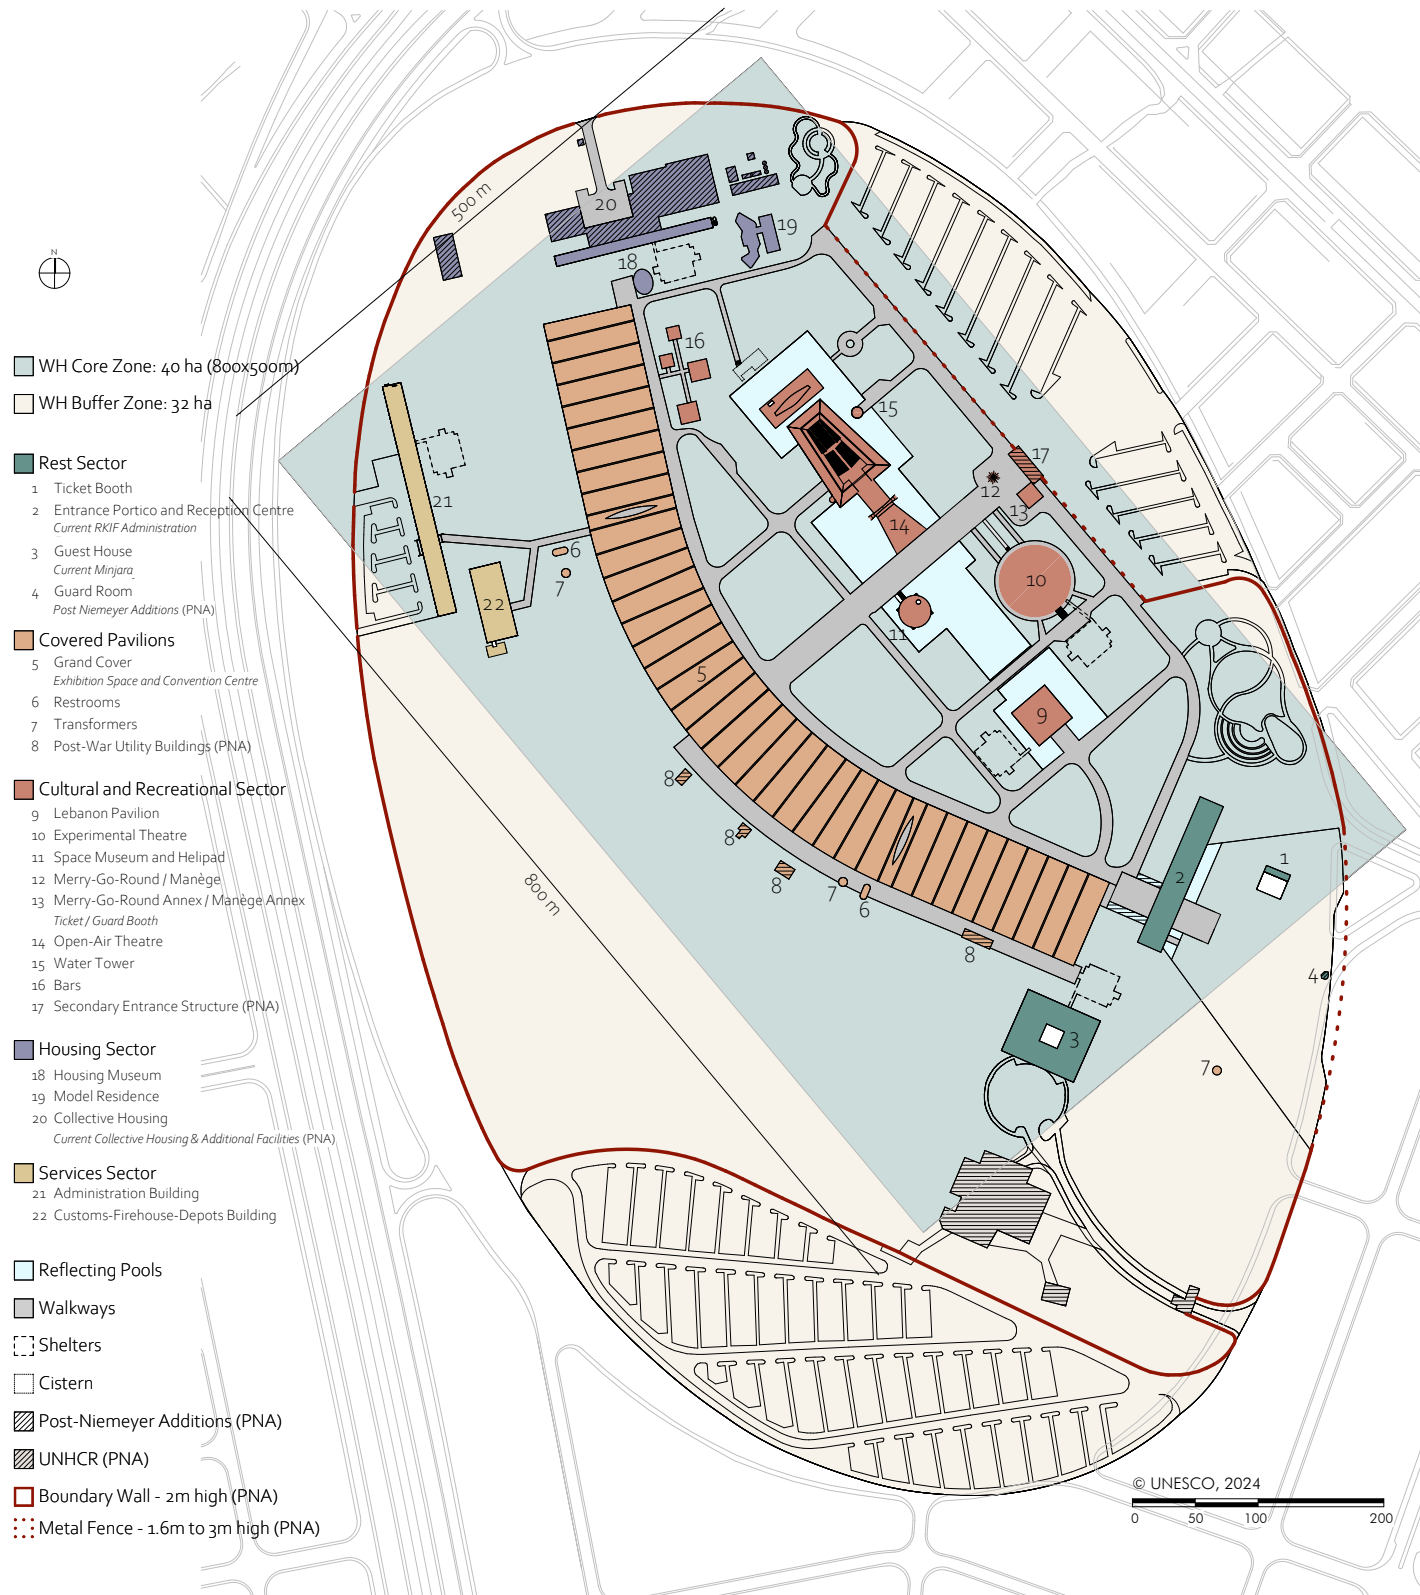 500 m
N
20
19
18
16
15
17
12
13
14
10
11
9
21
6
7
22
5
8
8
8
7
6
8
800 m
2
1
4
3
7
WH Core Zone: 40 ha (800x500m)
WH Buffer Zone: 32 ha
Rest Sector
1 Ticket Booth
2 Entrance Portico and Reception Centre
Current RKIF Administration
3 Guest House
Current Minjara
4 Guard Room
Post Niemeyer Additions (PNA)
Covered Pavilions
5 Grand Cover
Exhibition Space and Convention Centre
6 Restrooms
7 Transformers
8 Post-War Utility Buildings (PNA)
Cultural and Recreational Sector
9 Lebanon Pavilion
10 Experimental Theatre
11 Space Museum and Helipad
12 Merry-Go-Round / Manège
13 Merry-Go-Round Annex / Manège Annex
Ticket / Guard Booth
14 Open-Air Theatre
15 Water Tower
16 Bars
17 Secondary Entrance Structure (PNA)
Housing Sector
18 Housing Museum
19 Model Residence
20 Collective Housing
Current Collective Housing & Additional Facilities (PNA)
Services Sector
21 Administration Building
22 Customs-Firehouse-Depots Building
Reflecting Pools
Walkways
Shelters
Cistern
Post-Niemeyer Additions (PNA)
UNHCR (PNA)
Boundary Wall - 2m high (PNA)
Metal Fence - 1.6m to 3m high (PNA)
© UNESCO, 2024
0 50 100 200